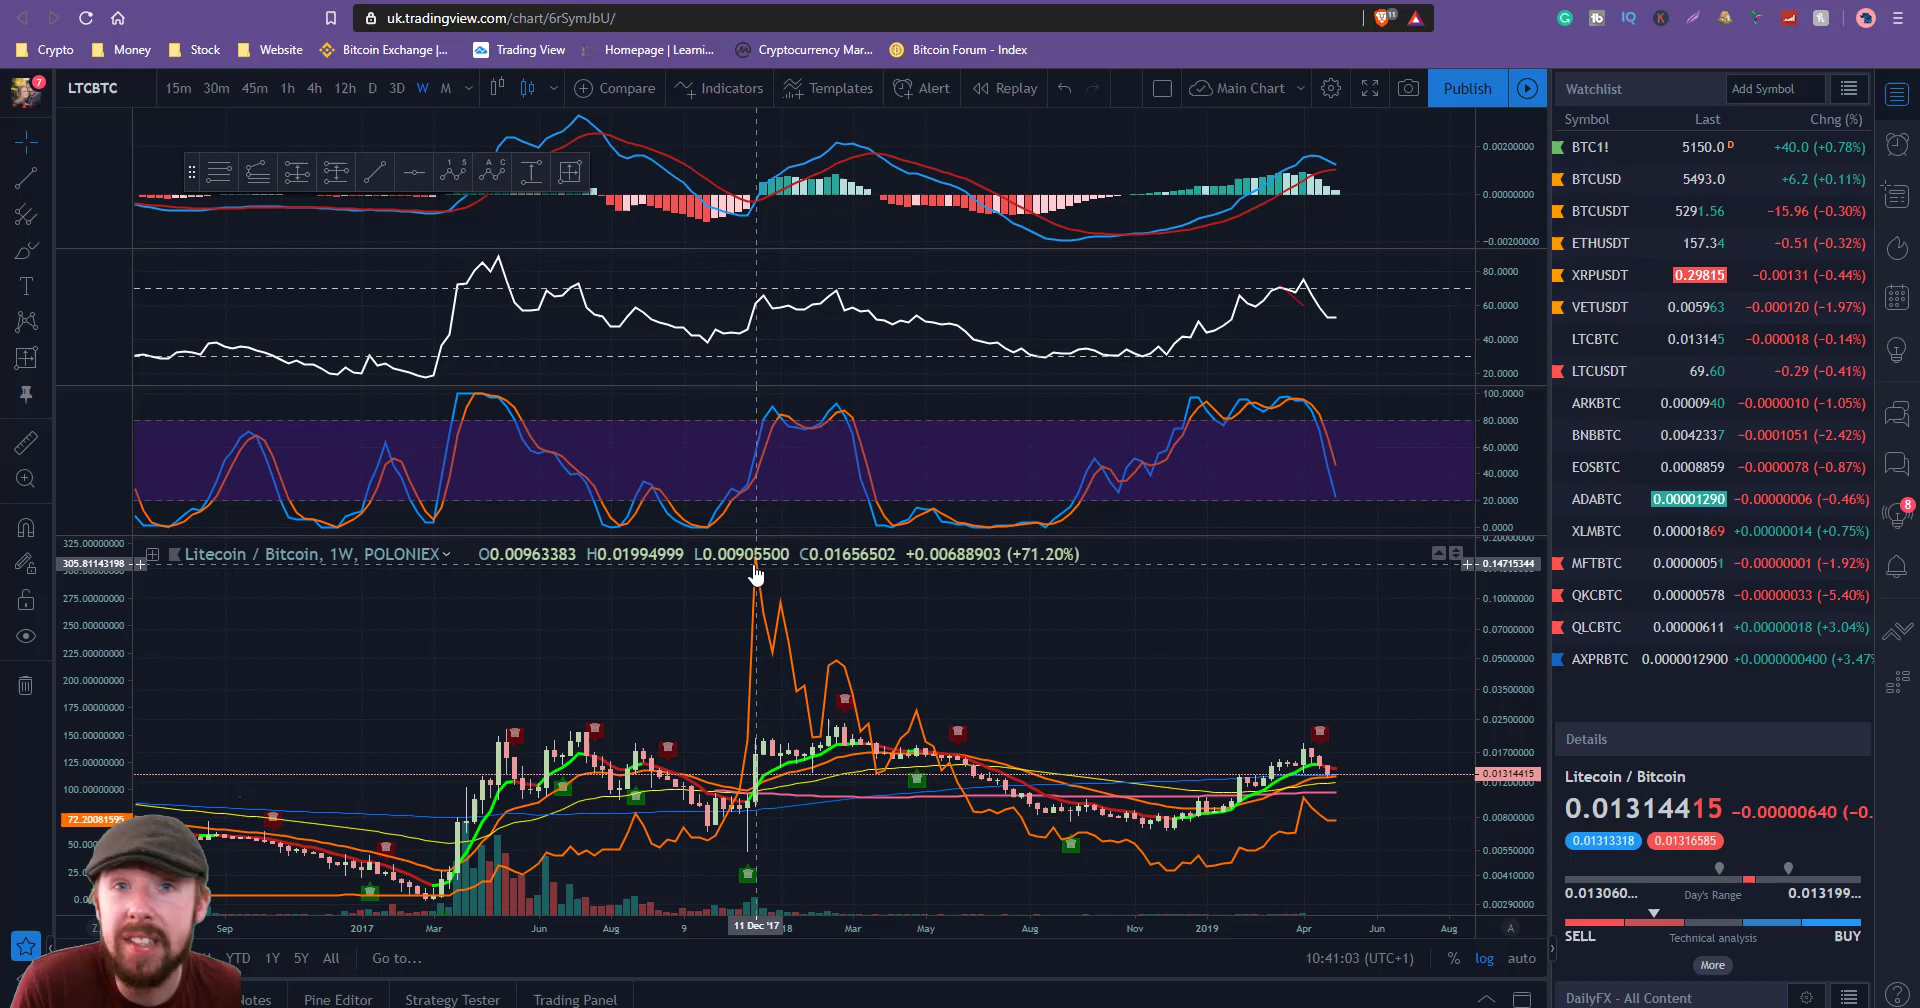 uk.tradingview.com/chart/6rSymJbU/
11
Crypto
Money
Stock
Website
Bitcoin Exchange |...
Trading View
Homepage | Learni...
Cryptocurrency Mar...
Bitcoin Forum - Index
7
LTCBTC
15m 30m 45m 1h 4h 12h D 3D W M
Compare
Indicators
Templates
Alert
Replay
Main Chart
Publish
0.00200000
0.00000000
-0.00200000
80.0000
60.0000
40.0000
20.0000
100.0000
80.0000
60.0000
40.0000
20.0000
0.0000
Litecoin / Bitcoin, 1W, POLONIEX O0.00963383 H0.01994999 L0.00905500 C0.01656502 +0.00688903 (+71.20%)
325.00000000
305.81143198
275.00000000
250.00000000
225.00000000
200.00000000
175.00000000
150.00000000
125.00000000
100.00000000
72.20081595
0.14715344
0.10000000
0.07000000
0.05000000
0.03500000
0.02500000
0.01700000
0.01314415
0.00800000
0.00550000
0.00410000
0.00290000
Sep 2017 Mar Jun Aug 9 11 Dec '17 18 Mar May Aug Nov 2019 Apr Jun Aug
YTD 1Y 5Y All Go to...
10:41:03 (UTC+1) % log auto
Notes Pine Editor Strategy Tester Trading Panel
Watchlist
Add Symbol
Symbol Last Chng (%)
BTC1! 5150.0 D +40.0 (+0.78%)
BTCUSD 5493.0 +6.2 (+0.11%)
BTCUSDT 5291.56 −15.96 (−0.30%)
ETHUSDT 157.34 −0.51 (−0.32%)
XRPUSDT 0.29815 −0.00131 (−0.44%)
VETUSDT 0.005963 −0.000120 (−1.97%)
LTCBTC 0.013145 −0.000018 (−0.14%)
LTCUSDT 69.60 −0.29 (−0.41%)
ARKBTC 0.0000940 −0.0000010 (−1.05%)
BNBBTC 0.0042337 −0.0001051 (−2.42%)
EOSBTC 0.0008859 −0.0000078 (−0.87%)
ADABTC 0.00001290 −0.00000006 (−0.46%)
XLMBTC 0.00001869 +0.00000014 (+0.75%)
MFTBTC 0.00000051 −0.00000001 (−1.92%)
QKCBTC 0.00000578 −0.00000033 (−5.40%)
QLCBTC 0.00000611 +0.00000018 (+3.04%)
AXPRBTC 0.0000012900 +0.0000000400 (+3.47%
8
Details
Litecoin / Bitcoin
0.01314415 −0.00000640 (−0.
0.01313318 0.01316585
0.013060... Day's Range 0.013199...
SELL Technical analysis BUY
More
DailyFX - All Content